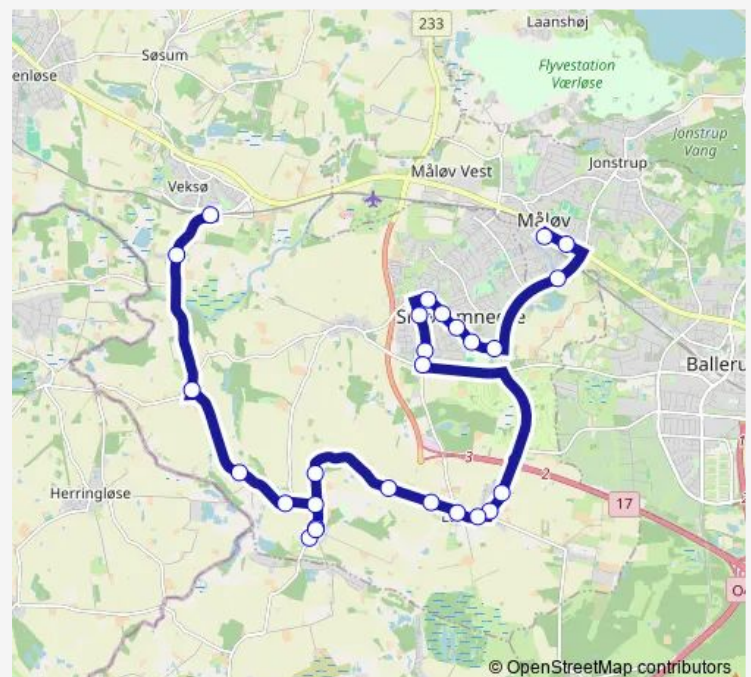 Laanshøj
233
Søsum
enløse
Flyvestation
Værløse
Jonstrup
Vang
Måløv Vest
Jonstrup
Veksø
Måløv
Balleru
3
2
17
Herringløse
© OpenStreetMap contributors